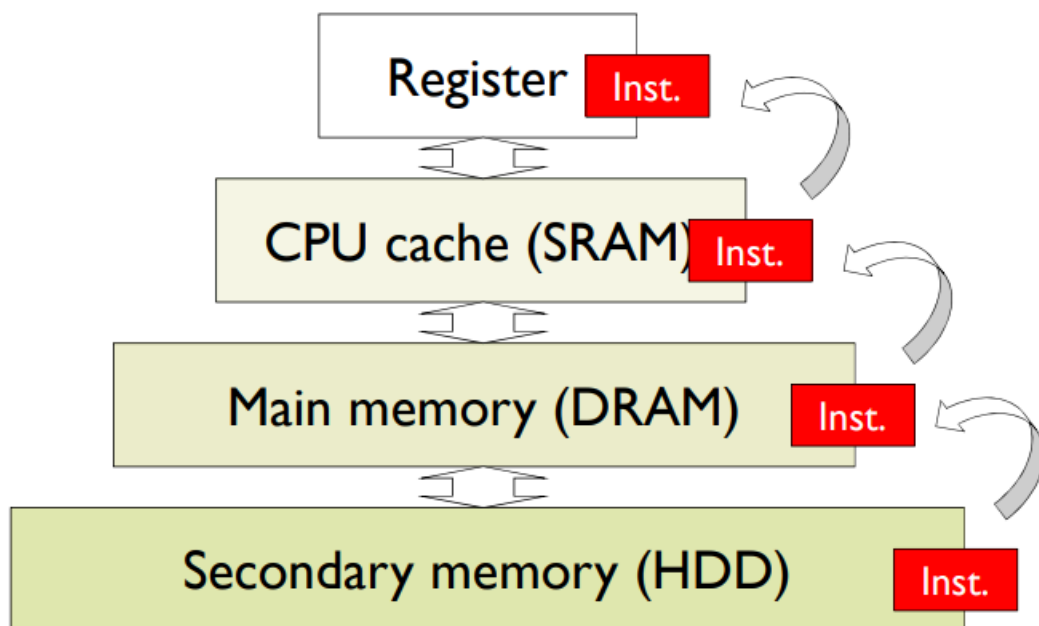 Register
Inst.
CPU cache (SRAM)
Inst.
Main memory (DRAM)
Inst.
Secondary memory (HDD)
Inst.